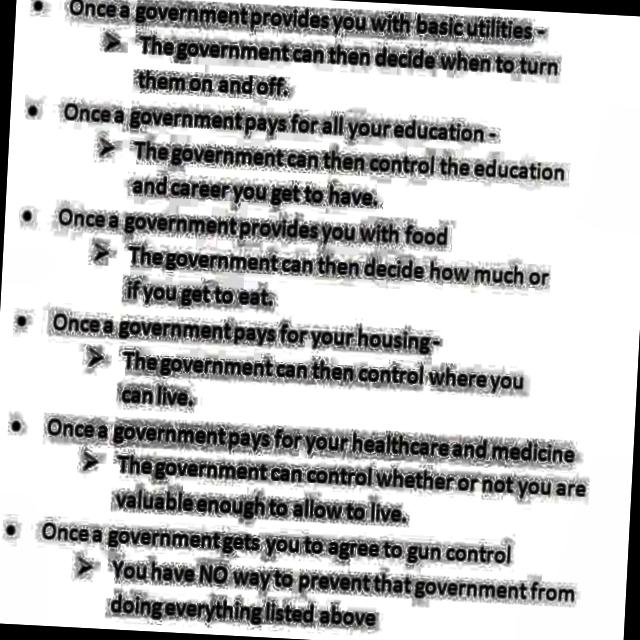 • Once a government provides you with basic utilities -
➤ The government can then decide when to turn
them on and off.
• Once a government pays for all your education -
➤ The government can then control the education
and career you get to have.
• Once a government provides you with food
➤ The government can then decide how much or
if you get to eat.
• Once a government pays for your housing -
➤ The government can then control where you
can live.
• Once a government pays for your healthcare and medicine
➤ The government can control whether or not you are
valuable enough to allow to live.
• Once a government gets you to agree to gun control
➤ You have NO way to prevent that government from
doing everything listed above